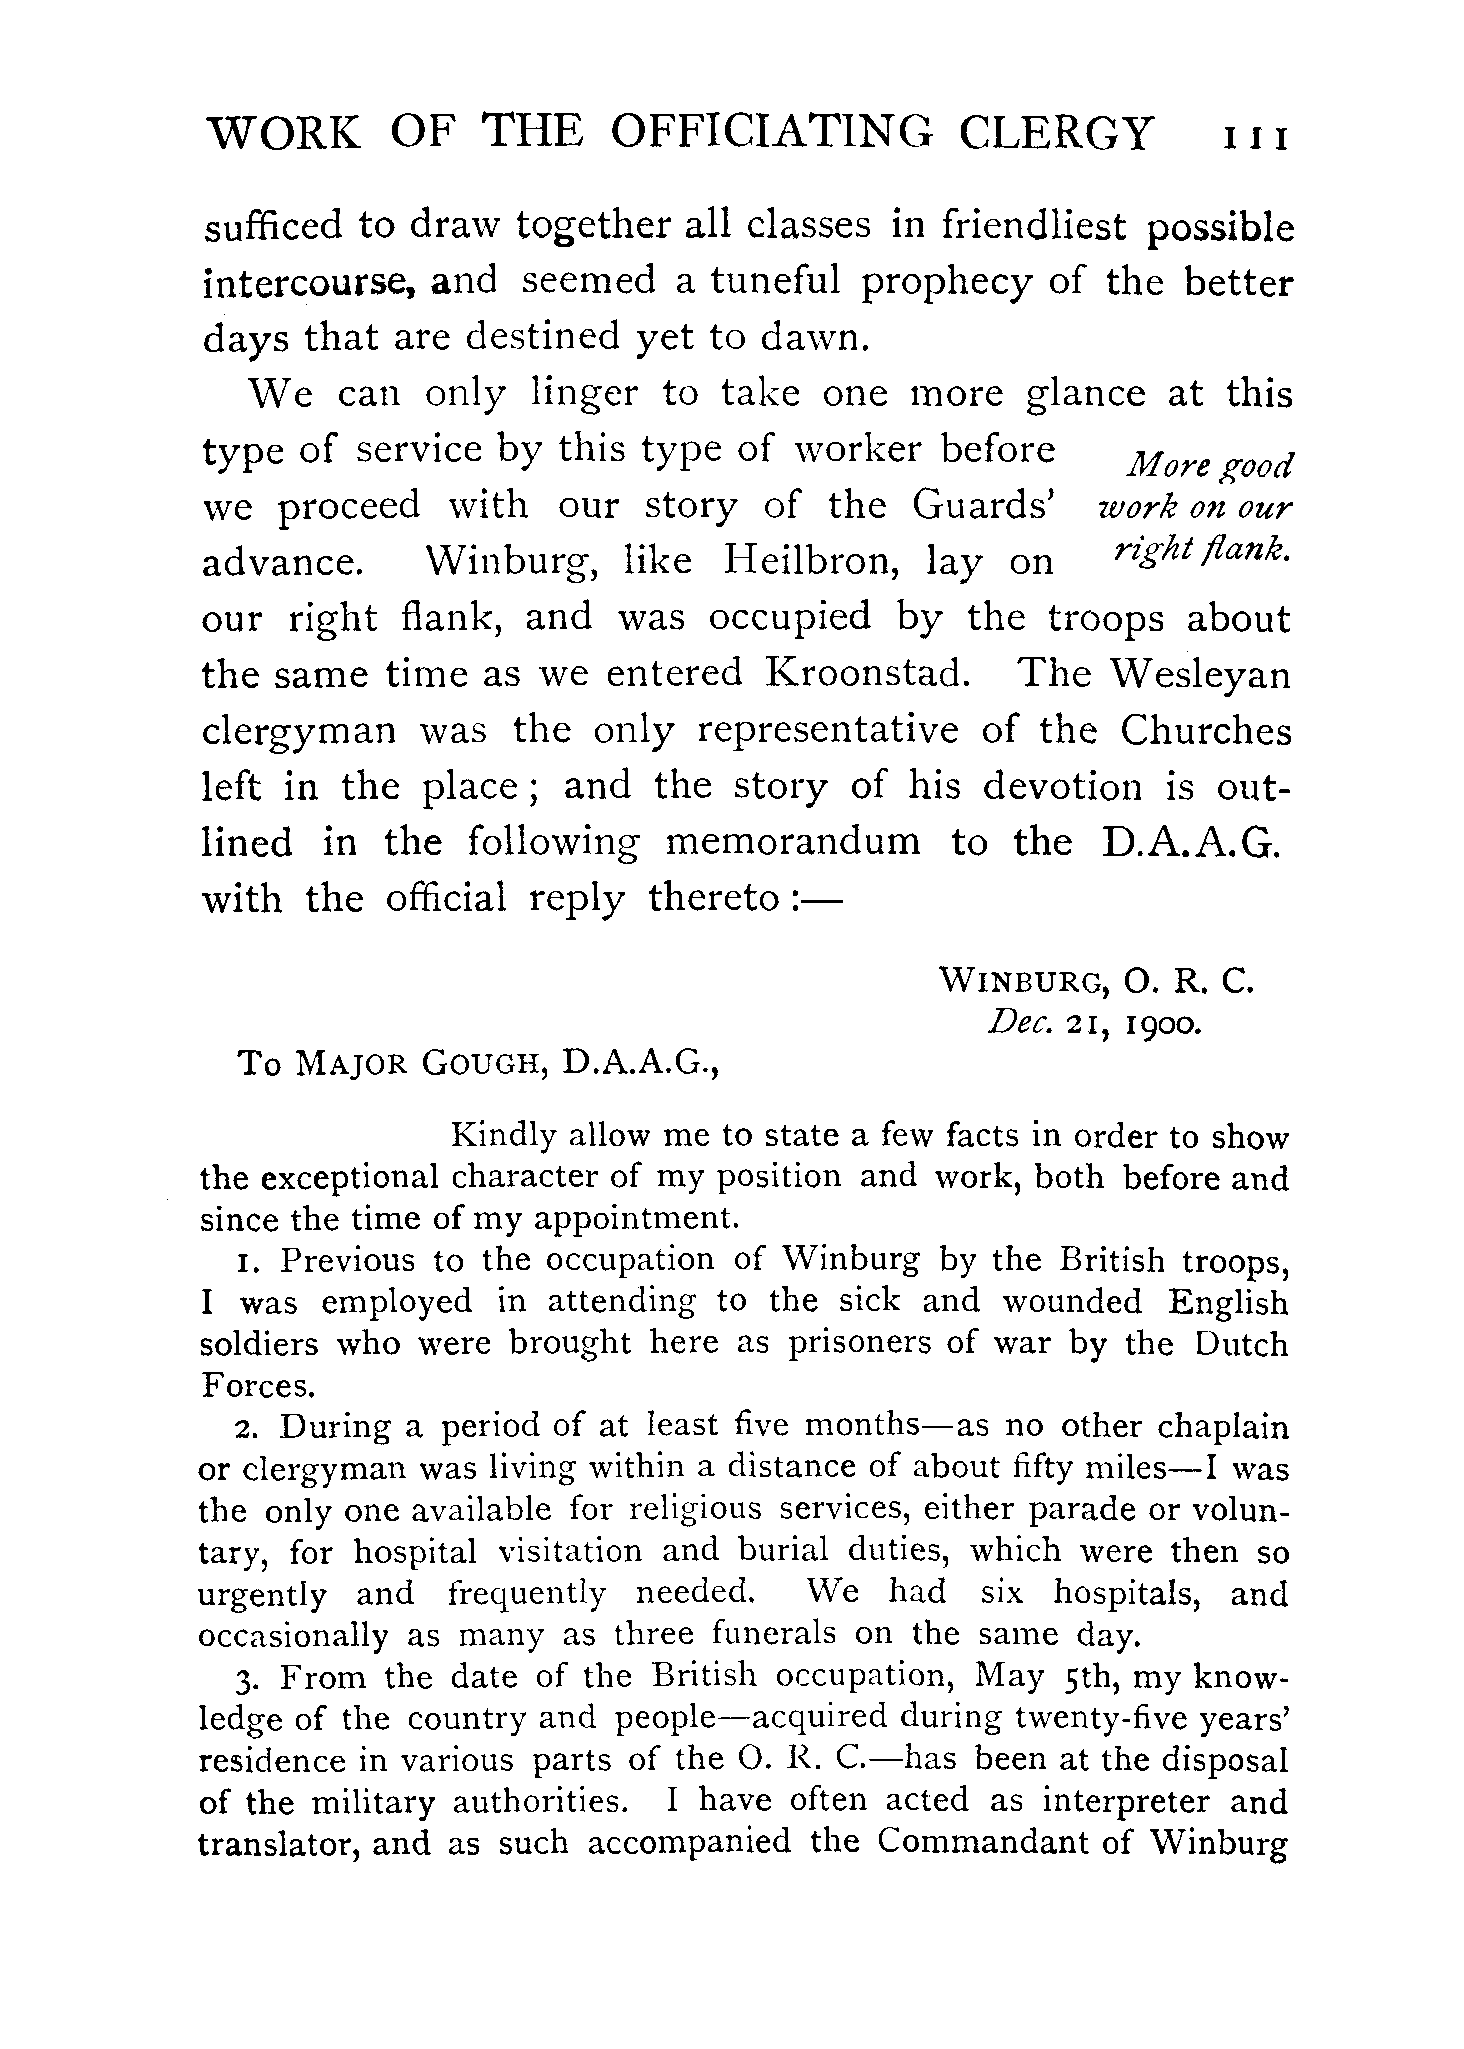 WORK OF THE OFFICIATING CLERGY 111
sufficed to draw together all classes in friendliest possible
intercourse, and seemed a tuneful prophecy of the better
days that are destined yet to dawn.
We can only linger to take one more glance at this
type of service by this type of worker before
we proceed with our story of the Guards'
advance. Winburg, like Heilbron, lay on
More good
work on our
right flank.
our right flank, and was occupied by the troops about
the same time as we entered Kroonstad. The Wesleyan
clergyman was the only representative of the Churches
left in the place; and the story of his devotion is out-
lined in the following memorandum to the D.A.A.G.
with the official reply thereto:—
WINBURG, O. R. C.
Dec. 21, 1900.
To MAJOR GOUGH, D.A.A.G.,
Kindly allow me to state a few facts in order to show
the exceptional character of my position and work, both before and
since the time of my appointment.
1. Previous to the occupation of Winburg by the British troops,
I was employed in attending to the sick and wounded English
soldiers who were brought here as prisoners of war by the Dutch
Forces.
2. During a period of at least five months—as no other chaplain
or clergyman was living within a distance of about fifty miles—I was
the only one available for religious services, either parade or volun-
tary, for hospital visitation and burial duties, which were then so
urgently and frequently needed. We had six hospitals, and
occasionally as many as three funerals on the same day.
3. From the date of the British occupation, May 5th, my know-
ledge of the country and people—acquired during twenty-five years'
residence in various parts of the O. R. C.—has been at the disposal
of the military authorities. I have often acted as interpreter and
translator, and as such accompanied the Commandant of Winburg